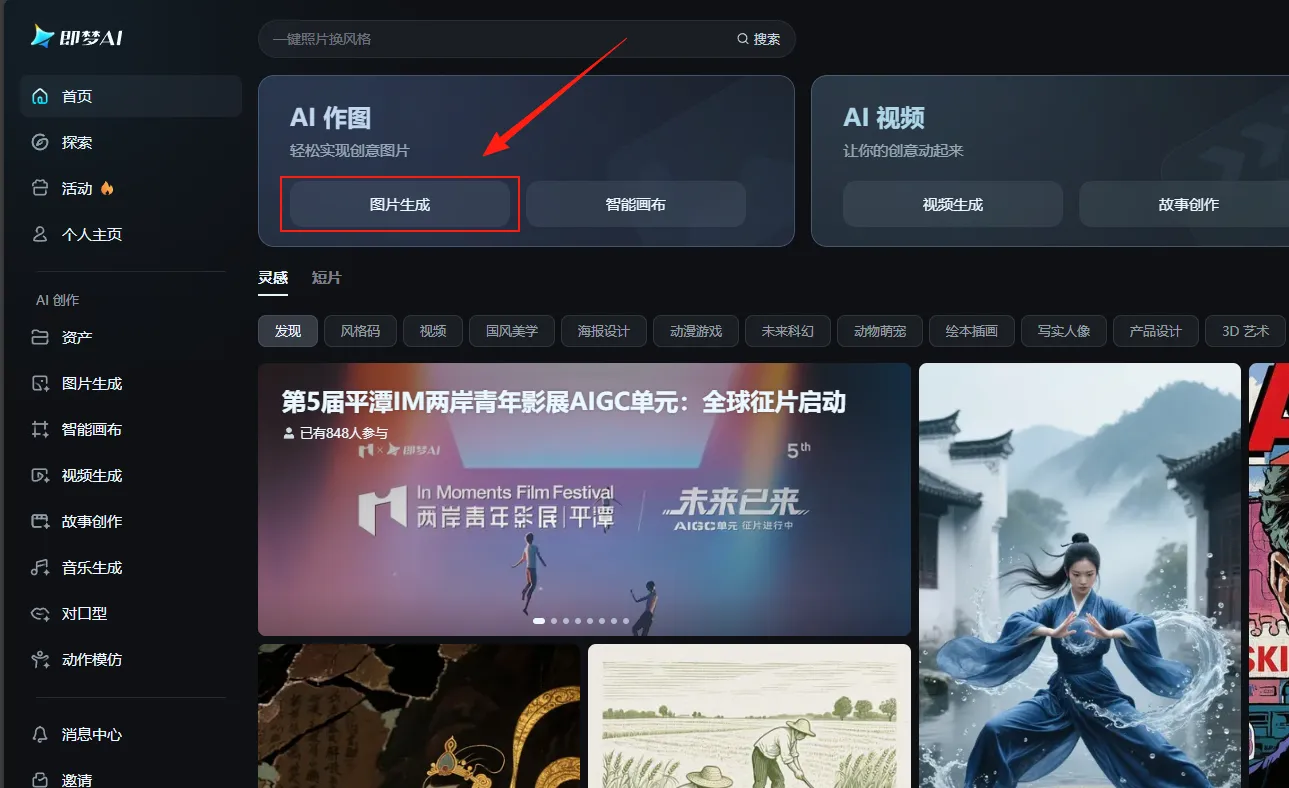 即梦AI
一键照片换风格
搜索
首页
探索
活动
个人主页
AI 创作
资产
图片生成
智能画布
视频生成
故事创作
音乐生成
对口型
动作模仿
消息中心
邀请
AI 作图
轻松实现创意图片
图片生成
智能画布
AI 视频
让你的创意动起来
视频生成
故事创作
灵感
短片
发现
风格码
视频
国风美学
海报设计
动漫游戏
未来科幻
动物萌宠
绘本插画
写实人像
产品设计
3D 艺术
第5届平潭IM两岸青年影展AIGC单元：全球征片启动
已有848人参与
× 即梦AI
5th
In Moments Film Festival
两岸青年影展|平潭
未来已来
AIGC单元 征片进行中
SKI